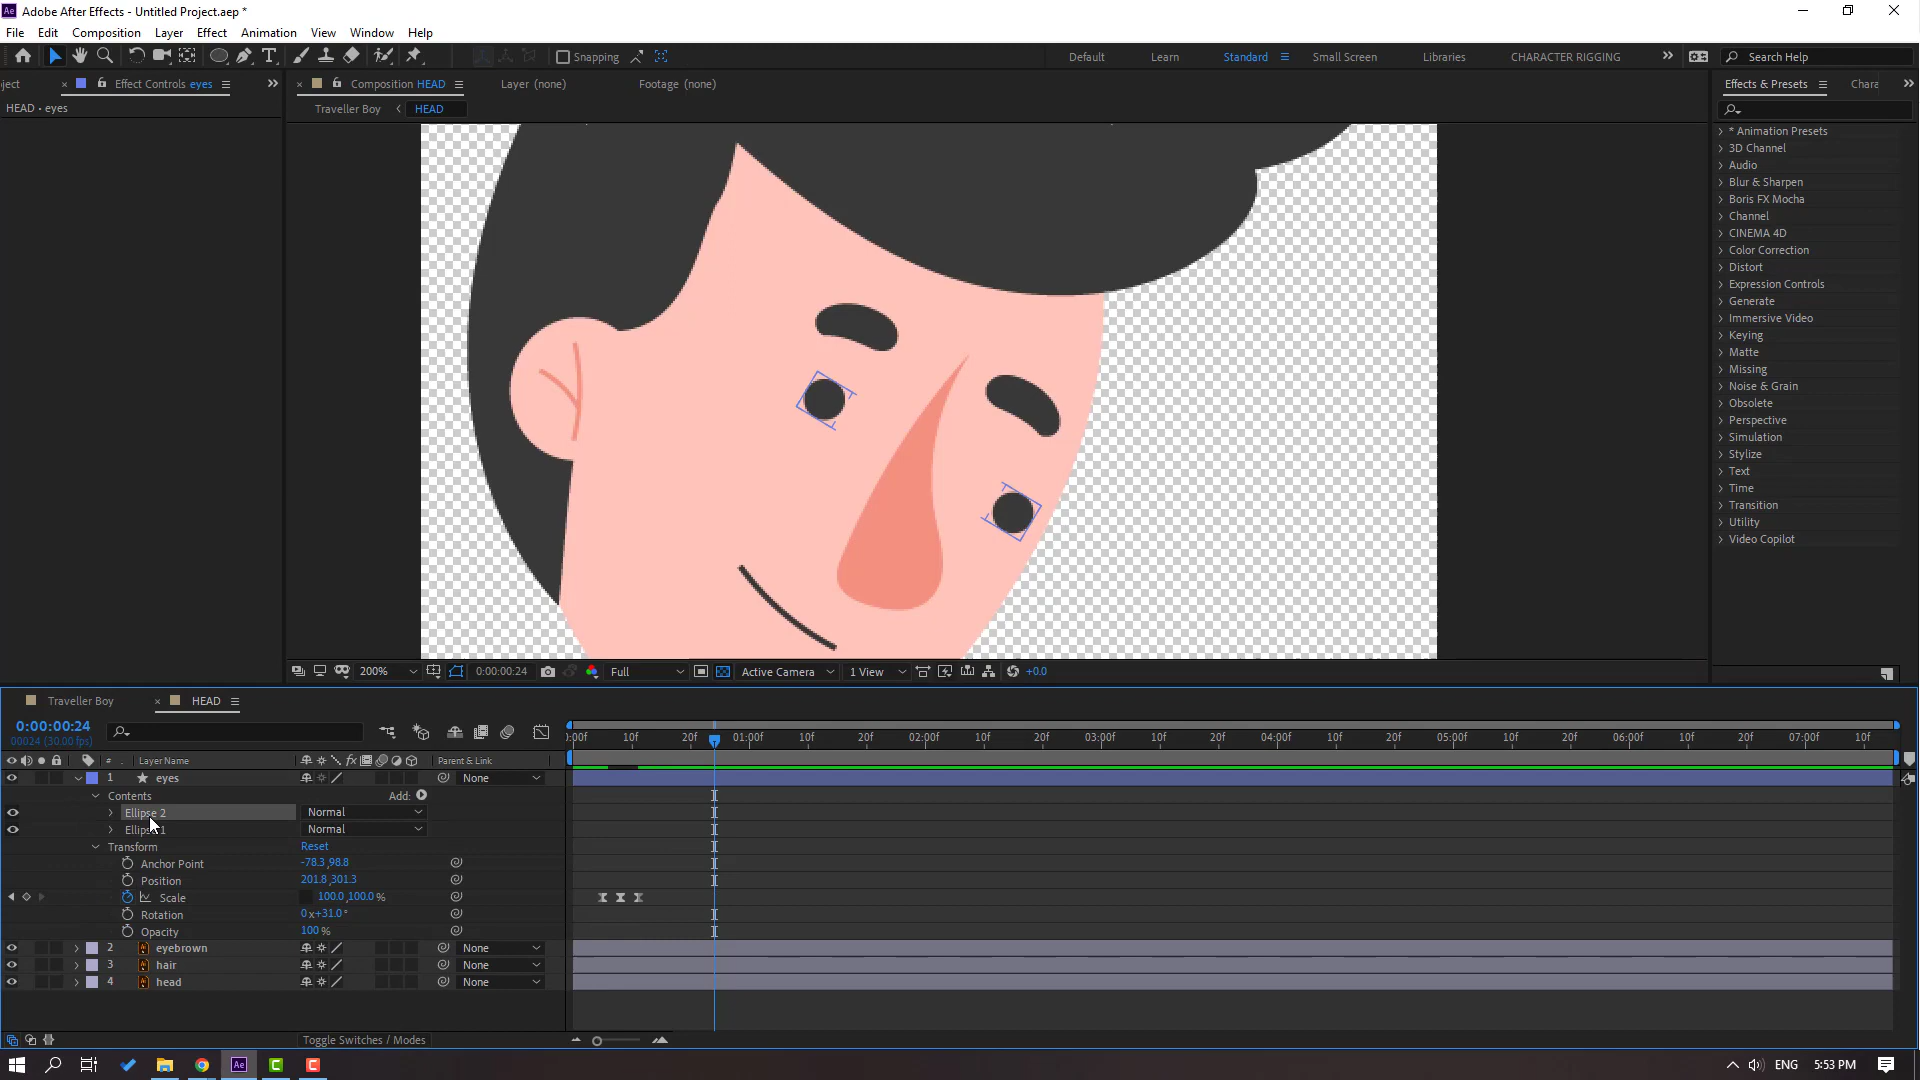 Adobe After Effects - Untitled Project.aep *
File Edit Composition Layer Effect Animation View Window Help
Snapping
Default Learn Standard Small Screen Libraries CHARACTER RIGGING Search Help
ject Effect Controls eyes Composition HEAD Layer (none) Footage (none) Effects & Presets Chara
HEAD • eyes
Traveller Boy HEAD
* Animation Presets
3D Channel
Audio
Blur & Sharpen
Boris FX Mocha
Channel
CINEMA 4D
Color Correction
Distort
Expression Controls
Generate
Immersive Video
Keying
Matte
Missing
Noise & Grain
Obsolete
Perspective
Simulation
Stylize
Text
Time
Transition
Utility
Video Copilot
200% 0:00:00:24 Full Active Camera 1 View +0.0
Traveller Boy HEAD
0:00:00:24
00024 (30.00 fps)
):00f 10f 20f 01:00f 10f 20f 02:00f 10f 20f 03:00f 10f 20f 04:00f 10f 20f 05:00f 10f 20f 06:00f 10f 20f 07:00f 10f
# . Layer Name fx Parent & Link
1 eyes None
Contents Add:
Ellipse 2 Normal
Ellipse 1 Normal
Transform Reset
Anchor Point -78.3,98.8
Position 201.8,301.3
Scale 100.0,100.0 %
Rotation 0x+31.0°
Opacity 100 %
2 eyebrown None
3 hair None
4 head None
Toggle Switches / Modes
Ae ENG 5:53 PM